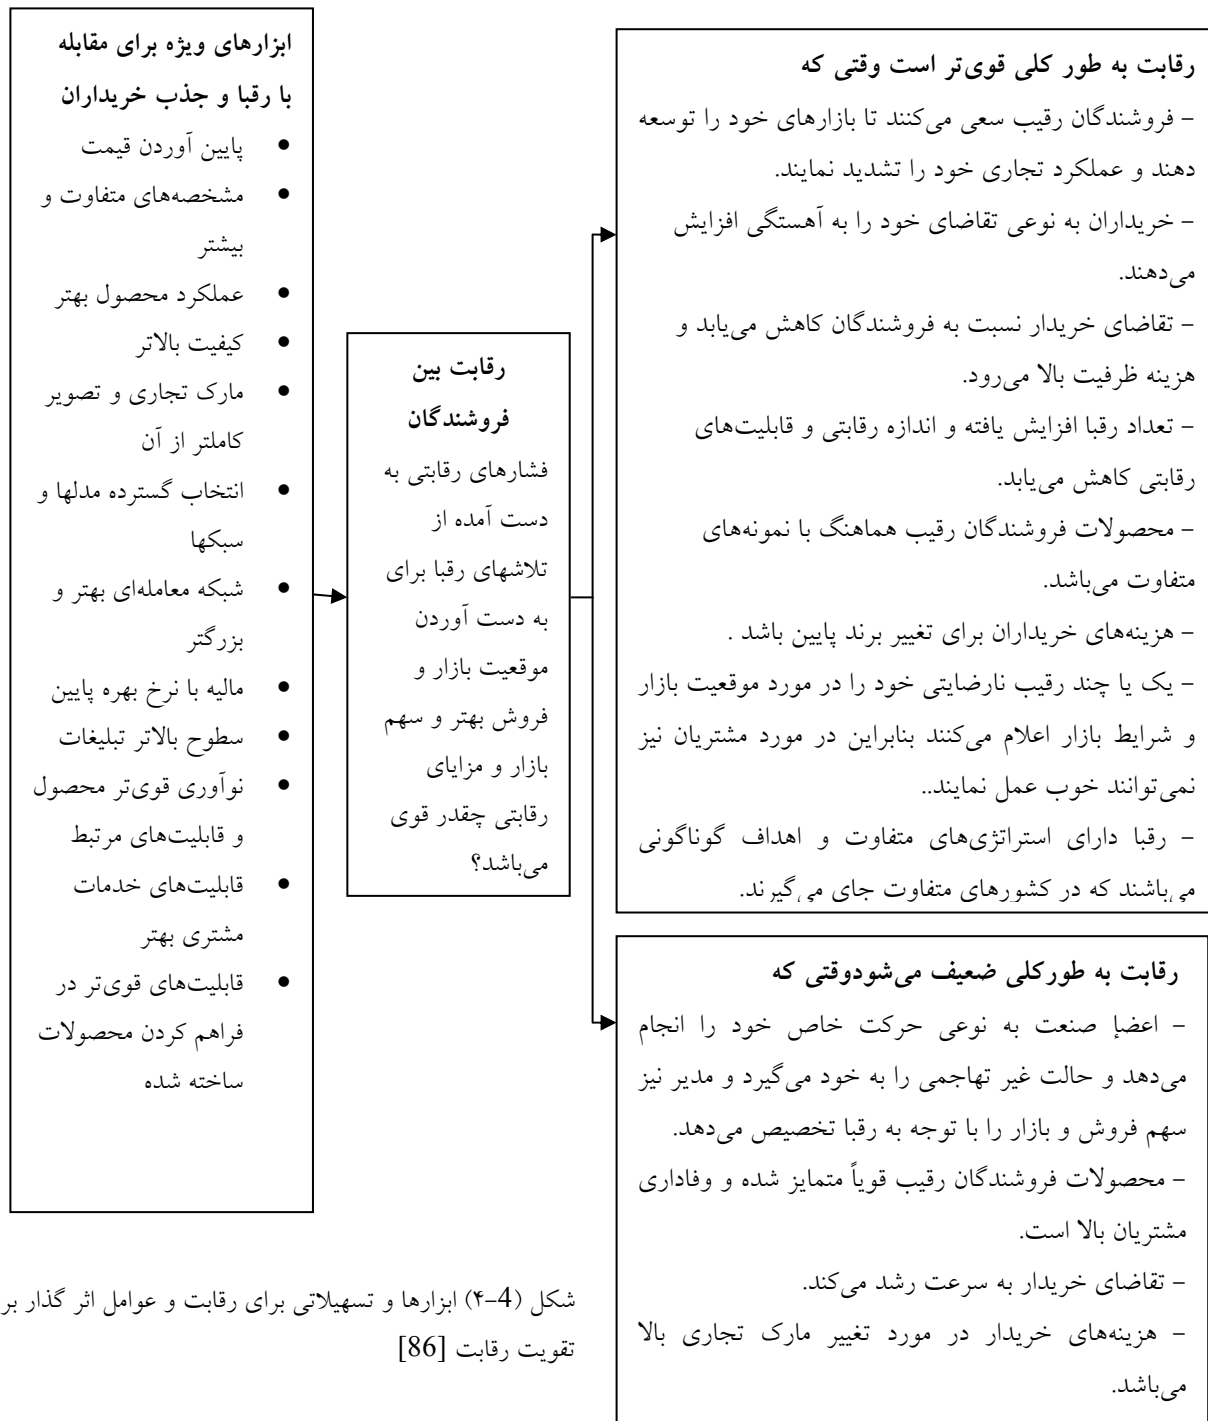 ابزارهای ویژه برای مقابله
با رقبا و جذب خریداران
• پایین آوردن قیمت
• مشخصه‌های متفاوت و
بیشتر
• عملکرد محصول بهتر
• کیفیت بالاتر
• مارک تجاری و تصویر
کاملتر از آن
• انتخاب گسترده مدلها و
سبکها
• شبکه معامله‌ای بهتر و
بزرگتر
• مالیه با نرخ بهره پایین
• سطوح بالاتر تبلیغات
• نوآوری قوی‌تر محصول
و قابلیت‌های مرتبط
• قابلیت‌های خدمات
مشتری بهتر
• قابلیت‌های قوی‌تر در
فراهم کردن محصولات
ساخته شده
رقابت بین
فروشندگان
فشارهای رقابتی به
دست آمده از
تلاشهای رقبا برای
به دست آوردن
موقعیت بازار و
فروش بهتر و سهم
بازار و مزایای
رقابتی چقدر قوی
می‌باشد؟
رقابت به طور کلی قوی‌تر است وقتی که
- فروشندگان رقیب سعی می‌کنند تا بازارهای خود را توسعه
دهند و عملکرد تجاری خود را تشدید نمایند.
- خریداران به نوعی تقاضای خود را به آهستگی افزایش
می‌دهند.
- تقاضای خریدار نسبت به فروشندگان کاهش می‌یابد و
هزینه ظرفیت بالا می‌رود.
- تعداد رقبا افزایش یافته و اندازه رقابتی و قابلیت‌های
رقابتی کاهش می‌یابد.
- محصولات فروشندگان رقیب هماهنگ با نمونه‌های
متفاوت می‌باشد.
- هزینه‌های خریداران برای تغییر برند پایین باشد .
- یک یا چند رقیب نارضایتی خود را در مورد موقعیت بازار
و شرایط بازار اعلام می‌کنند بنابراین در مورد مشتریان نیز
نمی‌توانند خوب عمل نمایند..
- رقبا دارای استراتژی‌های متفاوت و اهداف گوناگونی
می‌باشند که در کشورهای متفاوت جای می‌گیرند.
رقابت به طورکلی ضعیف می‌شودوقتی که
- اعضإ صنعت به نوعی حرکت خاص خود را انجام
می‌دهد و حالت غیر تهاجمی را به خود می‌گیرد و مدیر نیز
سهم فروش و بازار را با توجه به رقبا تخصیص می‌دهد.
- محصولات فروشندگان رقیب قویاً متمایز شده و وفاداری
مشتریان بالا است.
- تقاضای خریدار به سرعت رشد می‌کند.
- هزینه‌های خریدار در مورد تغییر مارک تجاری بالا
می‌باشد.
شکل (4-۴) ابزارها و تسهیلاتی برای رقابت و عوامل اثر گذار بر
تقویت رقابت [86]